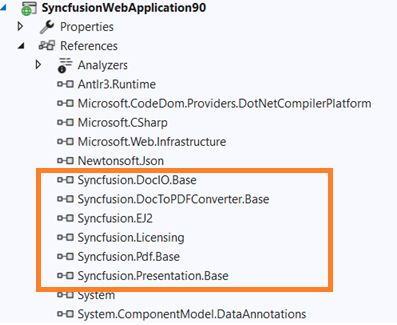 SyncfusionWebApplication90
Properties
References
Analyzers
Antlr3.Runtime
Microsoft.CodeDom.Providers.DotNetCompilerPlatform
Microsoft.CSharp
Microsoft.Web.Infrastructure
Newtonsoft.Json
Syncfusion.DocIO.Base
Syncfusion.DocToPDFConverter.Base
Syncfusion.EJ2
Syncfusion.Licensing
Syncfusion.Pdf.Base
Syncfusion.Presentation.Base
System
System.ComponentModel.DataAnnotations